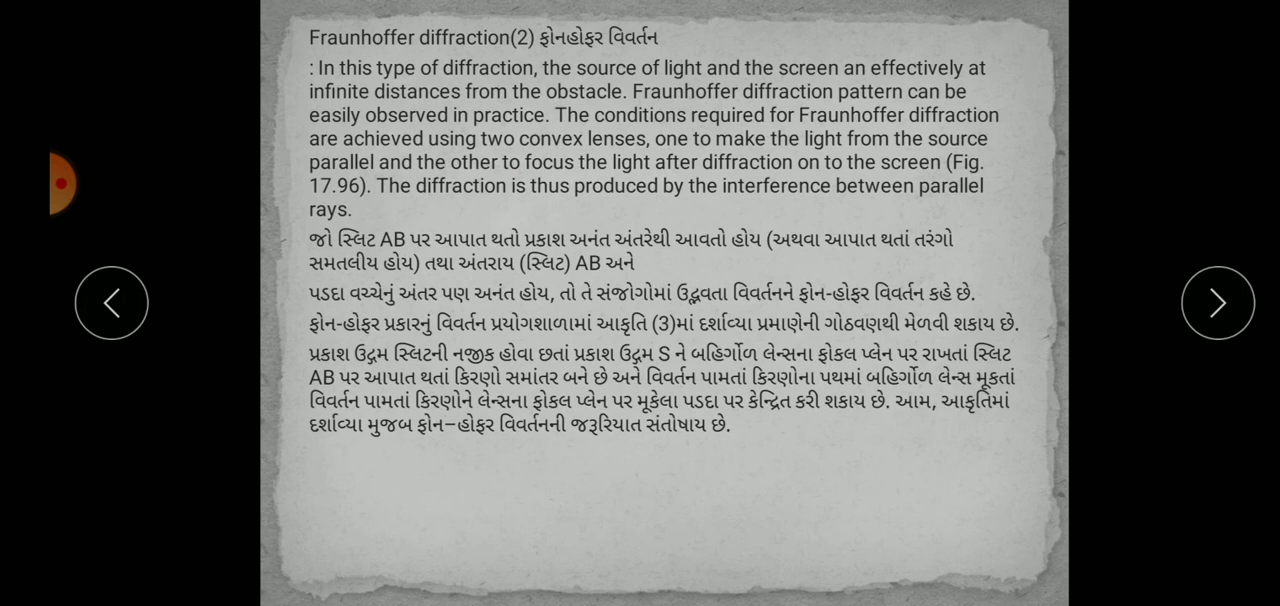 Fraunhoffer diffraction(2) ફોનહોફર વિવર્તન
: In this type of diffraction, the source of light and the screen an effectively at
infinite distances from the obstacle. Fraunhoffer diffraction pattern can be
easily observed in practice. The conditions required for Fraunhoffer diffraction
are achieved using two convex lenses, one to make the light from the source
parallel and the other to focus the light after diffraction on to the screen (Fig.
17.96). The diffraction is thus produced by the interference between parallel
rays.
જો સ્લિટ AB પર આપાત થતો પ્રકાશ અનંત અંતરેથી આવતો હોય (અથવા આપાત થતાં તરંગો
સમતલીય હોય) તથા અંતરાય (સ્લિટ) AB અને
પડદા વચ્ચેનું અંતર પણ અનંત હોય, તો તે સંજોગોમાં ઉદ્ભવતા વિવર્તનને ફોન-હોફર વિવર્તન કહે છે.
ફોન-હોફર પ્રકારનું વિવર્તન પ્રયોગશાળામાં આકૃતિ (3)માં દર્શાવ્યા પ્રમાણેની ગોઠવણથી મેળવી શકાય છે.
પ્રકાશ ઉદ્ગમ સ્લિટની નજીક હોવા છતાં પ્રકાશ ઉદ્ગમ S ને બહિર્ગોળ લેન્સના ફોકલ પ્લેન પર રાખતાં સ્લિટ
AB પર આપાત થતાં કિરણો સમાંતર બને છે અને વિવર્તન પામતાં કિરણોના પથમાં બહિર્ગોળ લેન્સ મૂકતાં
વિવર્તન પામતાં કિરણોને લેન્સના ફોકલ પ્લેન પર મૂકેલા પડદા પર કેન્દ્રિત કરી શકાય છે. આમ, આકૃતિમાં
દર્શાવ્યા મુજબ ફોન–હોફર વિવર્તનની જરૂરિયાત સંતોષાય છે.